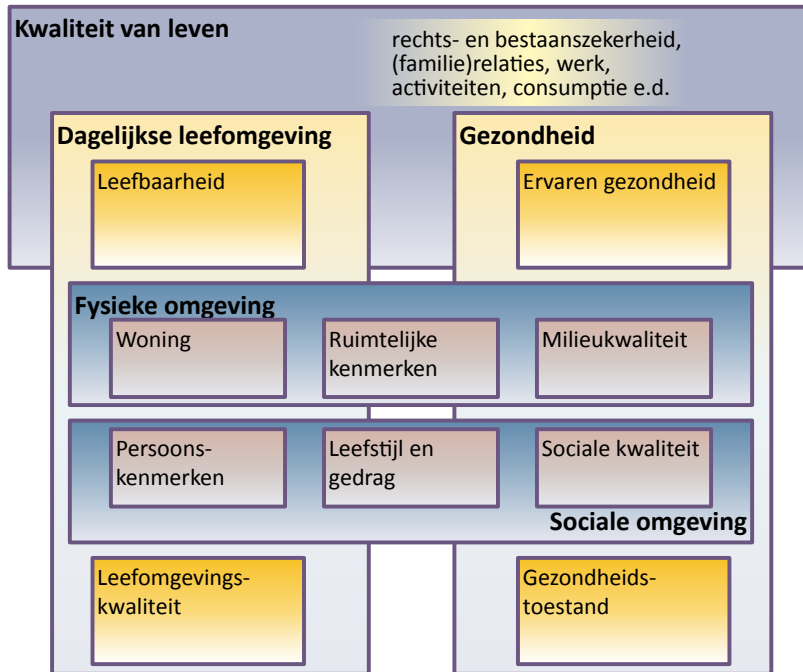 Kwaliteit van leven
rechts- en bestaanszekerheid,
(familie)relaties, werk,
activiteiten, consumptie e.d.
Dagelijkse leefomgeving
Gezondheid
Leefbaarheid
Ervaren gezondheid
Fysieke omgeving
Woning
Ruimtelijke
kenmerken
Milieukwaliteit
Persoons-
kenmerken
Leefstijl en
gedrag
Sociale kwaliteit
Sociale omgeving
Leefomgevings-
kwaliteit
Gezondheids-
toestand